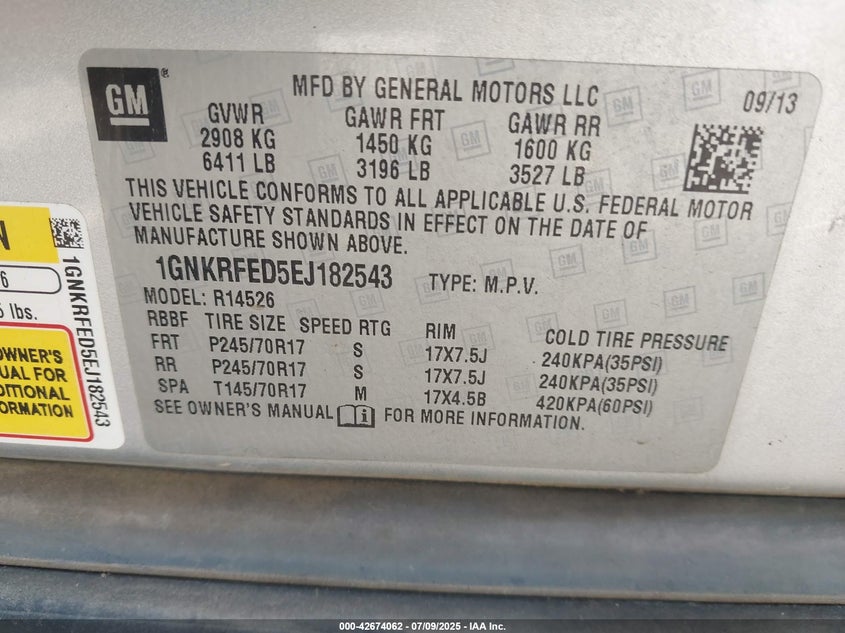 GM
®
MFD BY GENERAL MOTORS LLC
09/13
GVWR GAWR FRT GAWR RR
2908 KG 1450 KG 1600 KG
6411 LB 3196 LB 3527 LB
THIS VEHICLE CONFORMS TO ALL APPLICABLE U.S. FEDERAL MOTOR
VEHICLE SAFETY STANDARDS IN EFFECT ON THE DATE OF
MANUFACTURE SHOWN ABOVE.
1GNKRFED5EJ182543 TYPE: M.P.V.
MODEL: R14526
RBBF TIRE SIZE SPEED RTG RIM COLD TIRE PRESSURE
FRT P245/70R17 S 17X7.5J 240KPA(35PSI)
RR P245/70R17 S 17X7.5J 240KPA(35PSI)
SPA T145/70R17 M 17X4.5B 420KPA(60PSI)
SEE OWNER'S MANUAL i FOR MORE INFORMATION.
N
6
lbs.
OWNER'S
UAL FOR
DITIONAL
ORMATION
1GNKRFED5EJ182543
000-42674062 - 07/09/2025 - IAA Inc.